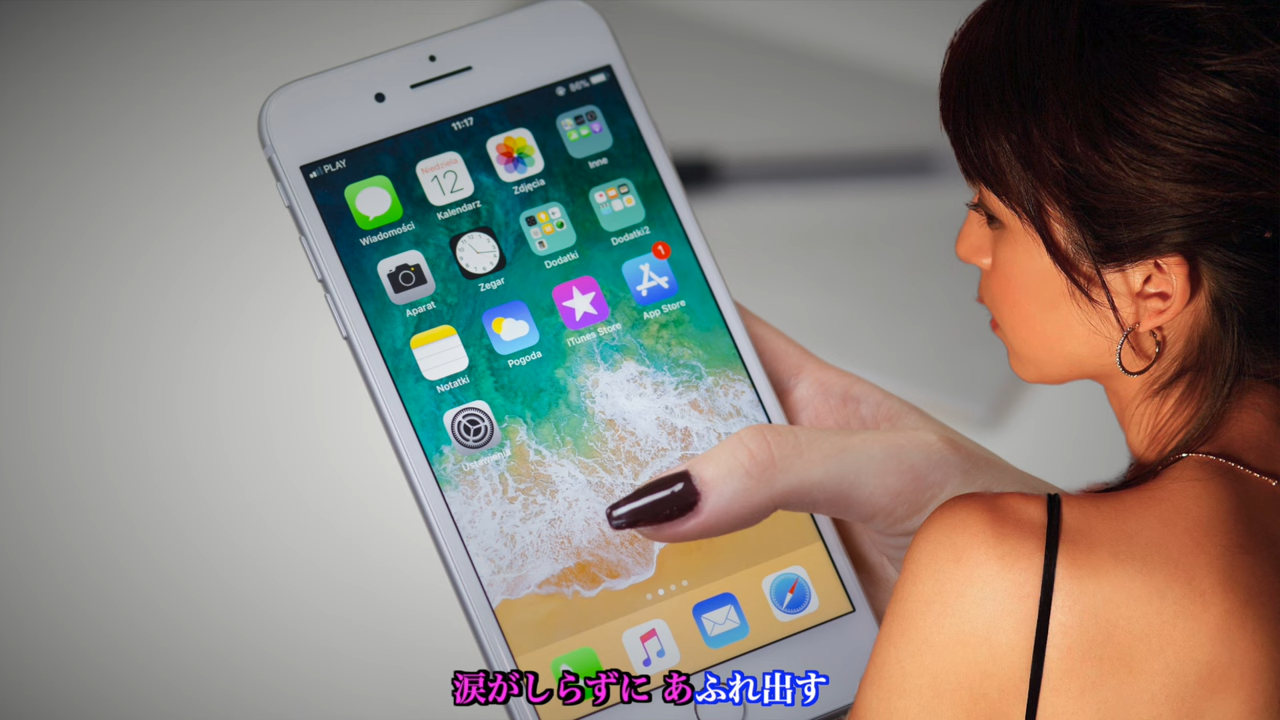 PLAY
11:17
86%
Wiadomości
Niedziela
12
Kalendarz
Zdjęcia
Inne
Aparat
Zegar
Dodatki
Dodatki2
1
Notatki
Pogoda
iTunes Store
App Store
Ustawienia
涙がしらずに あふれ出す